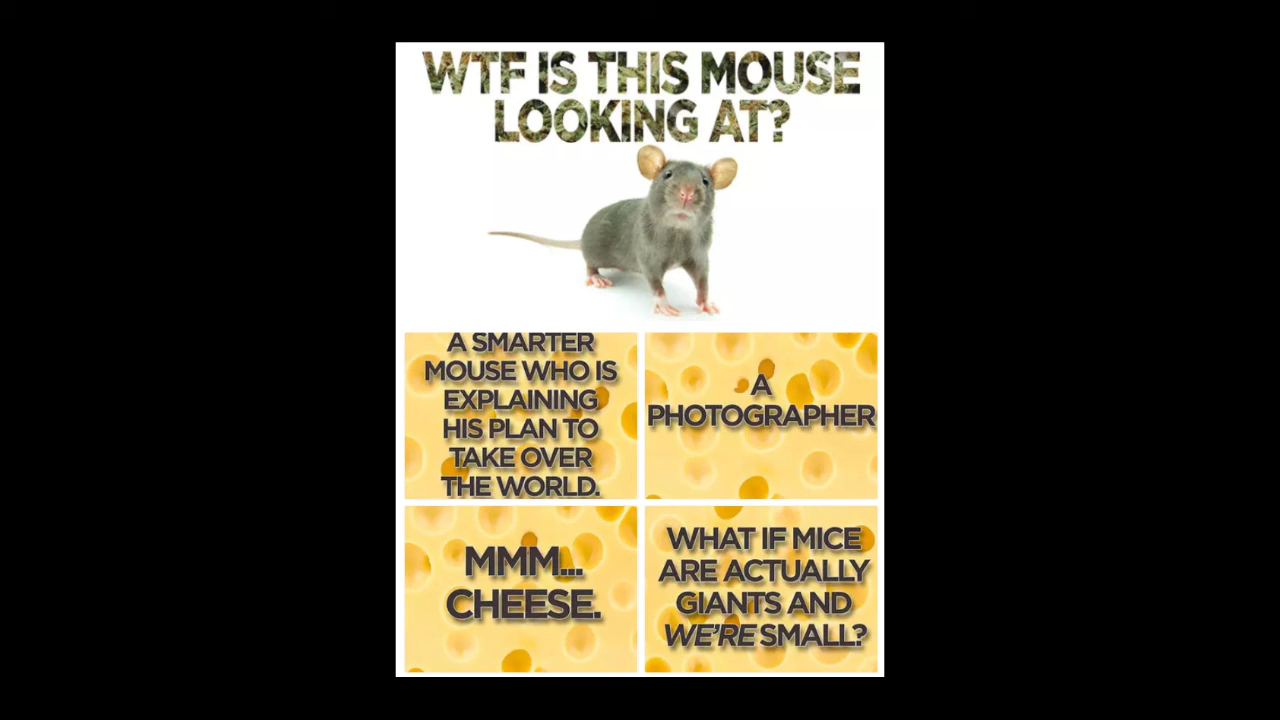 WTF IS THIS MOUSE
LOOKING AT?
A SMARTER
MOUSE WHO IS
EXPLAINING
HIS PLAN TO
TAKE OVER
THE WORLD.
A
PHOTOGRAPHER
MMM...
CHEESE.
WHAT IF MICE
ARE ACTUALLY
GIANTS AND
WE'RE SMALL?